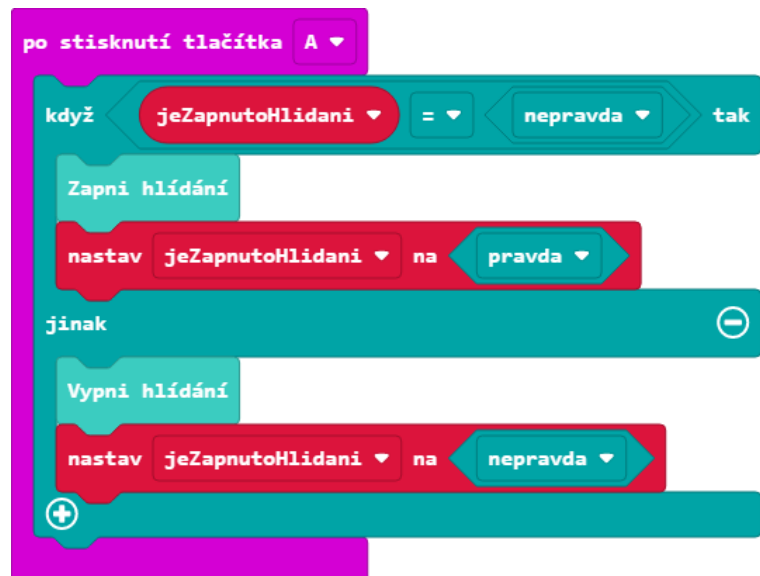 po stisknutí tlačítka A
když jeZapnutoHlidani = nepravda tak
Zapni hlídání
nastav jeZapnutoHlidani na pravda
jinak
Vypni hlídání
nastav jeZapnutoHlidani na nepravda